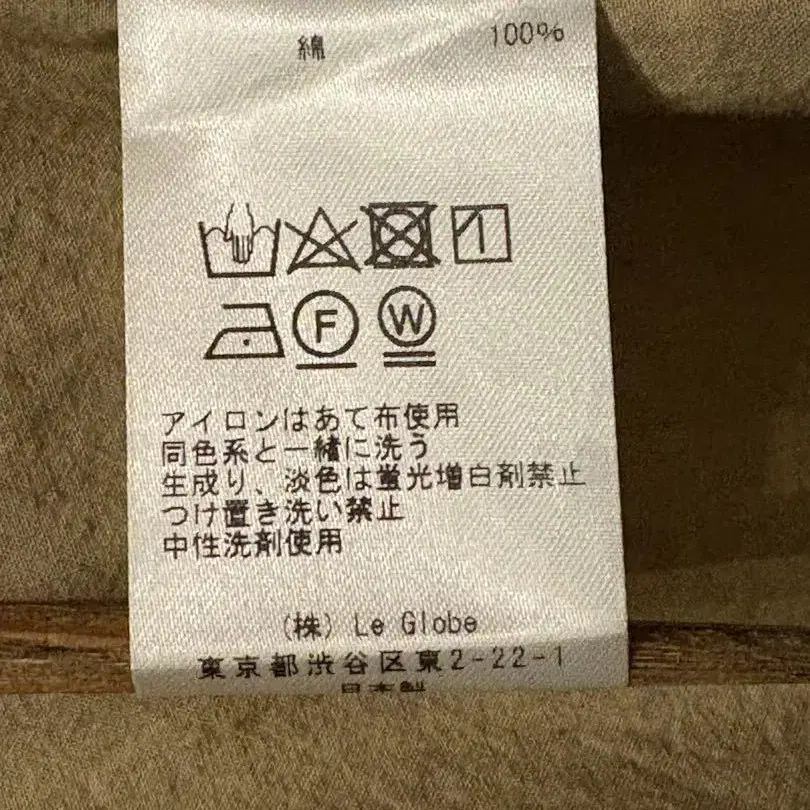 綿 100%
F W
アイロンはあて布使用
同色系と一緒に洗う
生成り、淡色は蛍光増白剤禁止
つけ置き洗い禁止
中性洗剤使用
(株) Le Globe
東京都渋谷区東2-22-1
日本製